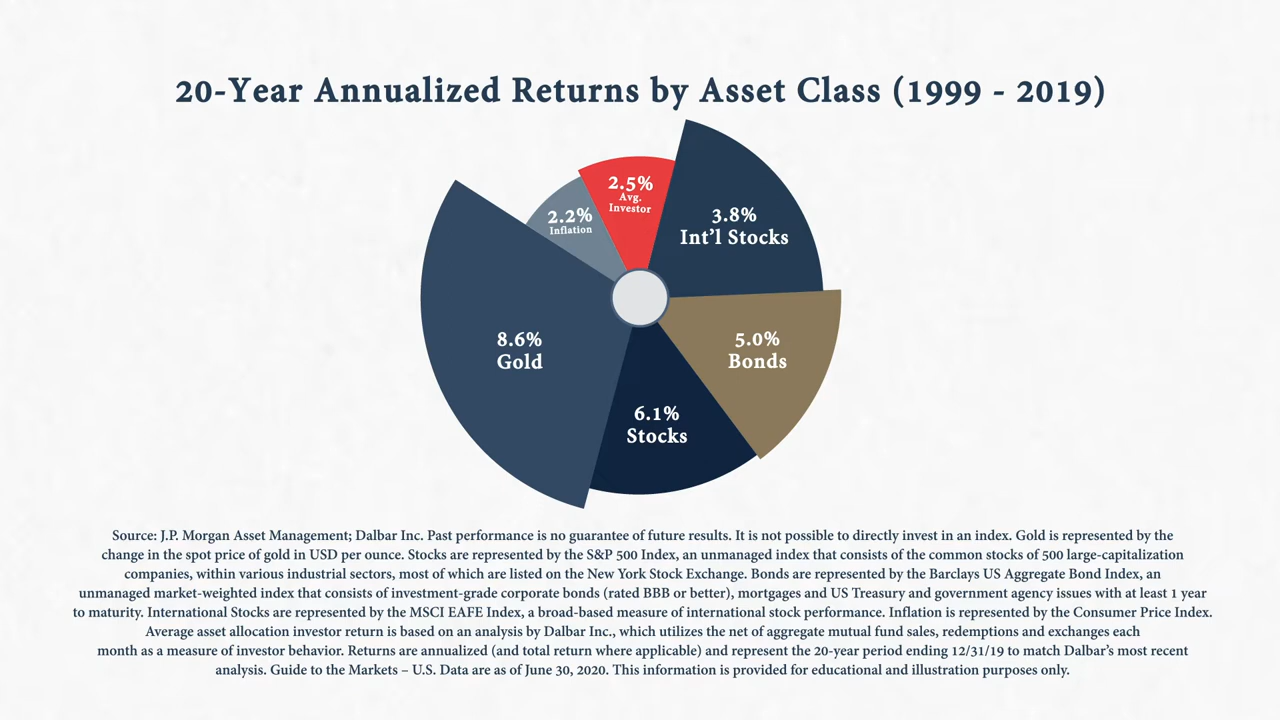 20-Year Annualized Returns by Asset Class (1999 - 2019)
2.5%
Avg.
Investor
2.2%
Inflation
3.8%
Int’l Stocks
8.6%
Gold
5.0%
Bonds
6.1%
Stocks
Source: J.P. Morgan Asset Management; Dalbar Inc. Past performance is no guarantee of future results. It is not possible to directly invest in an index. Gold is represented by the
change in the spot price of gold in USD per ounce. Stocks are represented by the S&P 500 Index, an unmanaged index that consists of the common stocks of 500 large-capitalization
companies, within various industrial sectors, most of which are listed on the New York Stock Exchange. Bonds are represented by the Barclays US Aggregate Bond Index, an
unmanaged market-weighted index that consists of investment-grade corporate bonds (rated BBB or better), mortgages and US Treasury and government agency issues with at least 1 year
to maturity. International Stocks are represented by the MSCI EAFE Index, a broad-based measure of international stock performance. Inflation is represented by the Consumer Price Index.
Average asset allocation investor return is based on an analysis by Dalbar Inc., which utilizes the net of aggregate mutual fund sales, redemptions and exchanges each
month as a measure of investor behavior. Returns are annualized (and total return where applicable) and represent the 20-year period ending 12/31/19 to match Dalbar’s most recent
analysis. Guide to the Markets – U.S. Data are as of June 30, 2020. This information is provided for educational and illustration purposes only.